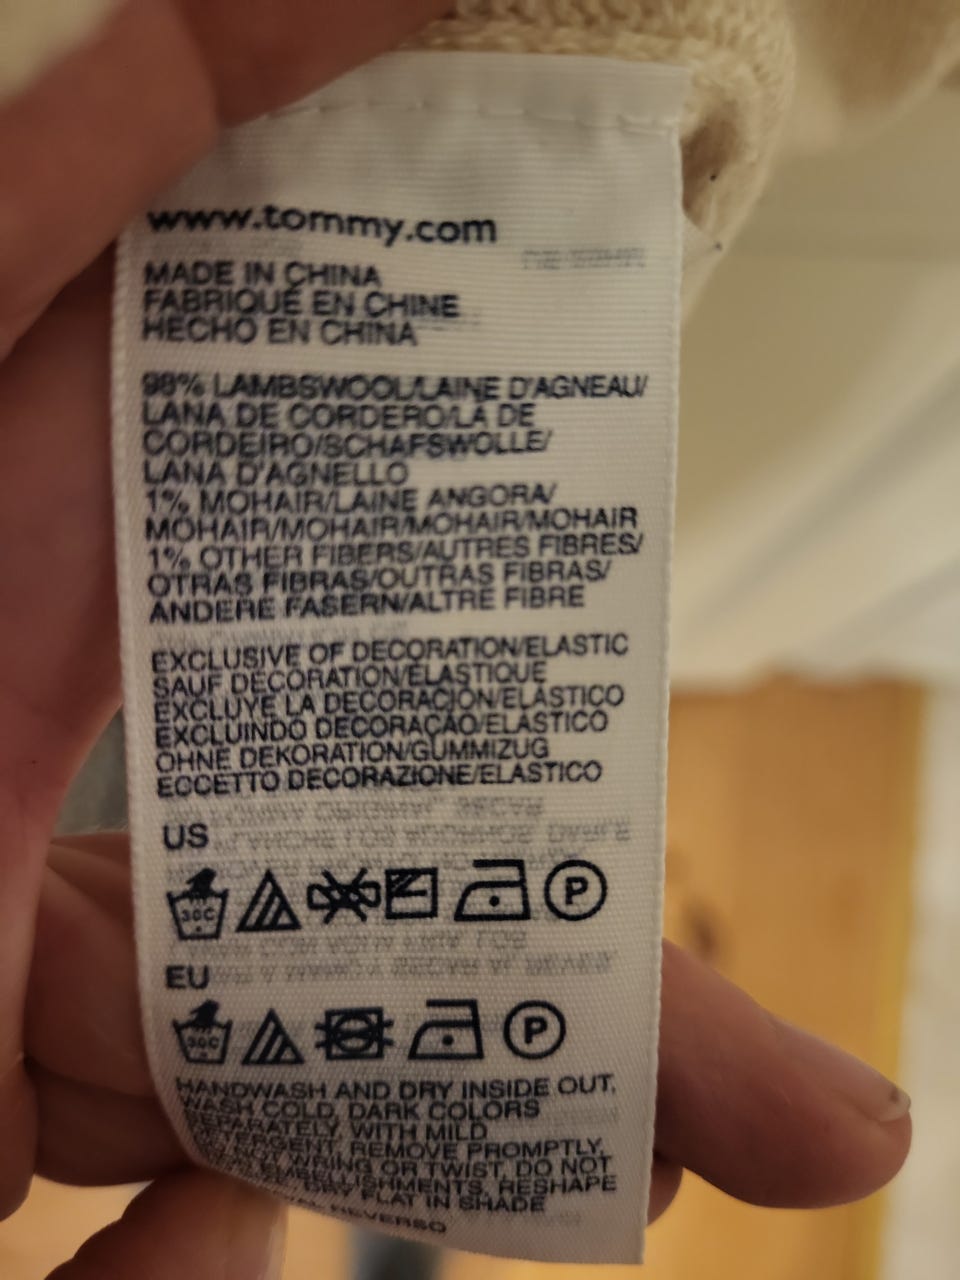 www.tommy.com
MADE IN CHINA
FABRIQUÉ EN CHINE
HECHO EN CHINA
98% LAMBSWOOL/LAINE D'AGNEAU/
LANA DE CORDERO/LÃ DE
CORDEIRO/SCHAFSWOLLE/
LANA D'AGNELLO
1% MOHAIR/LAINE ANGORA/
MOHAIR/MOHAIR/MOHAIR/MOHAIR
1% OTHER FIBERS/AUTRES FIBRES/
OTRAS FIBRAS/OUTRAS FIBRAS/
ANDERE FASERN/ALTRE FIBRE
EXCLUSIVE OF DECORATION/ELASTIC
SAUF DÉCORATION/ÉLASTIQUE
EXCLUYE LA DECORACIÓN/ELÁSTICO
EXCLUINDO DECORAÇÃO/ELÁSTICO
OHNE DEKORATION/GUMMIZUG
ECCETTO DECORAZIONE/ELASTICO
US
30C P
EU
30C P
HANDWASH AND DRY INSIDE OUT,
WASH COLD, DARK COLORS
SEPARATELY, WITH MILD
DETERGENT, REMOVE PROMPTLY,
NOT WRING OR TWIST, DO NOT
EMBELLISHMENTS, RESHAPE
DRY FLAT IN SHADE
REVERSO